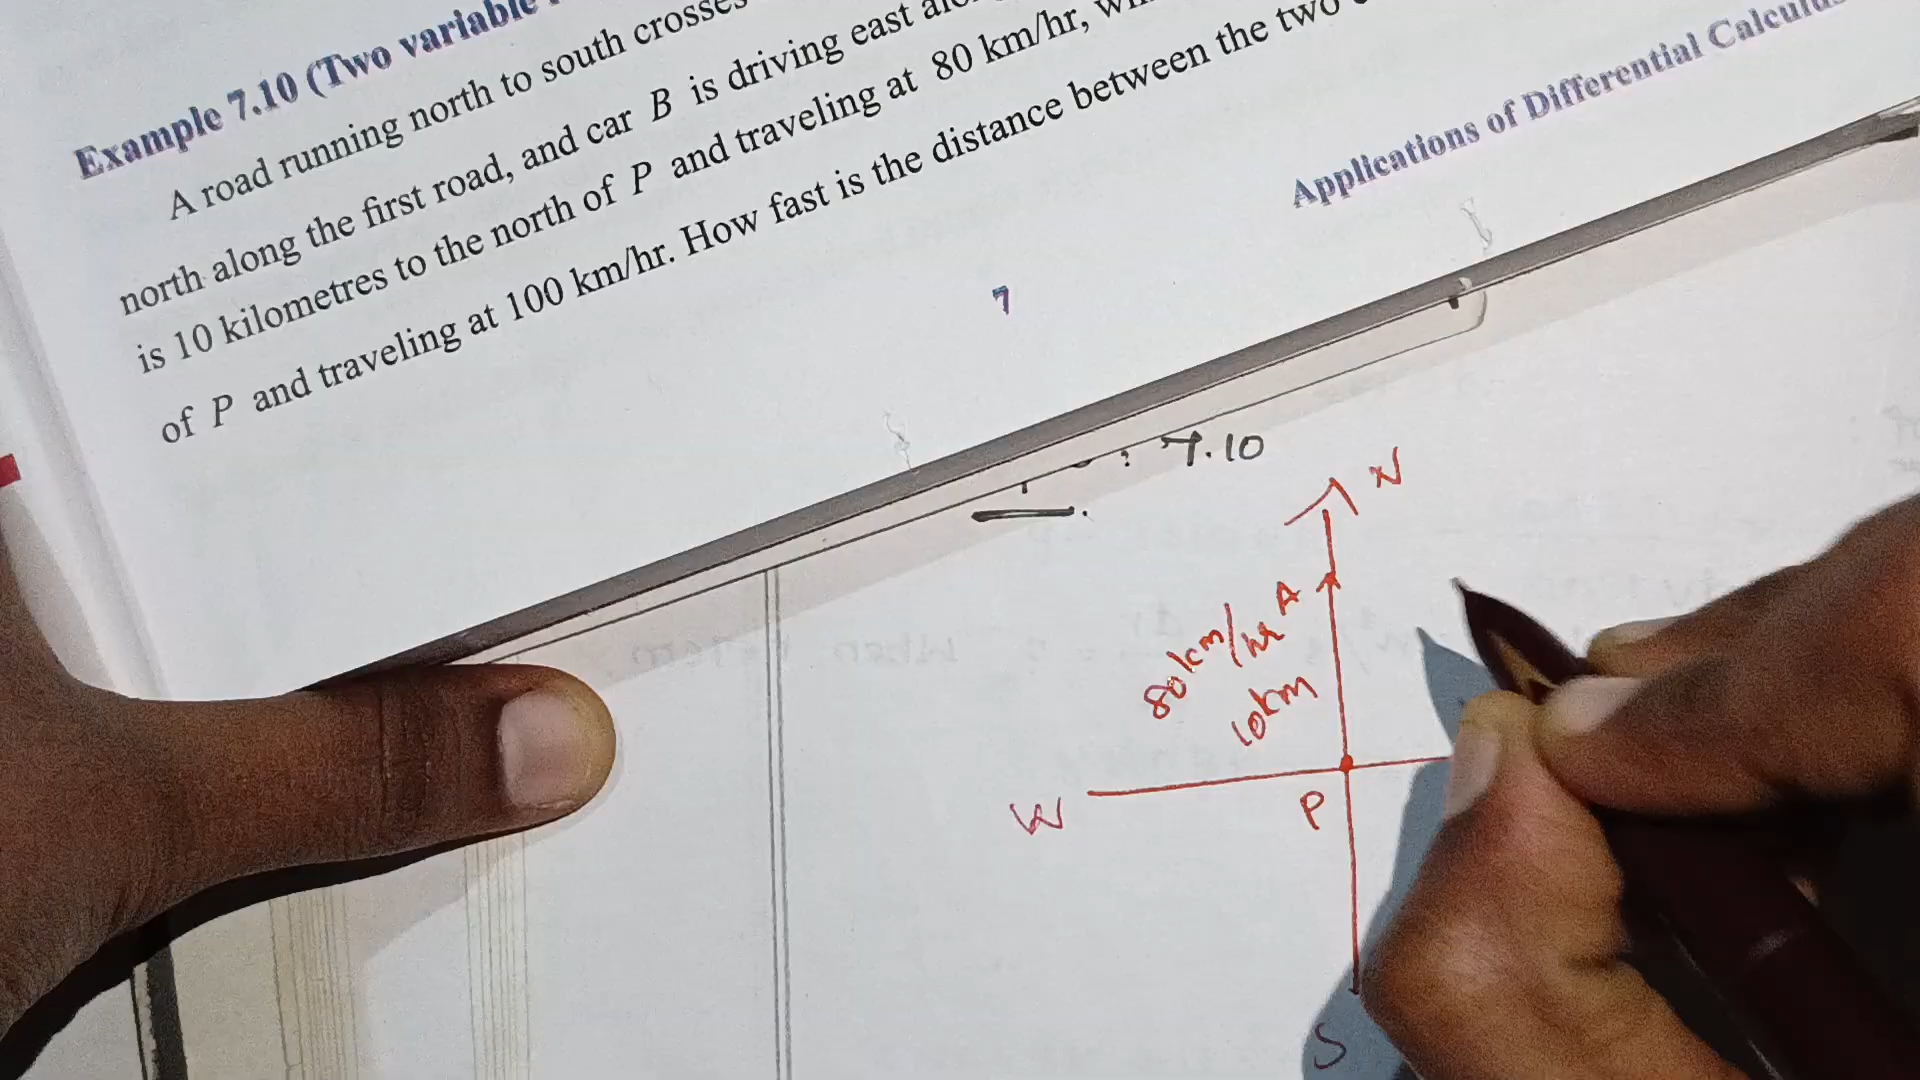 Example 7.10 (Two variable
A road running north to south crosses
north along the first road, and car B is driving east
is 10 kilometres to the north of P and traveling at 80 km/hr,
of P and traveling at 100 km/hr. How fast is the distance between the two
7
Applications of Differential Calculus
: 7.10
N
A
80km/hr
10km
W
P
S